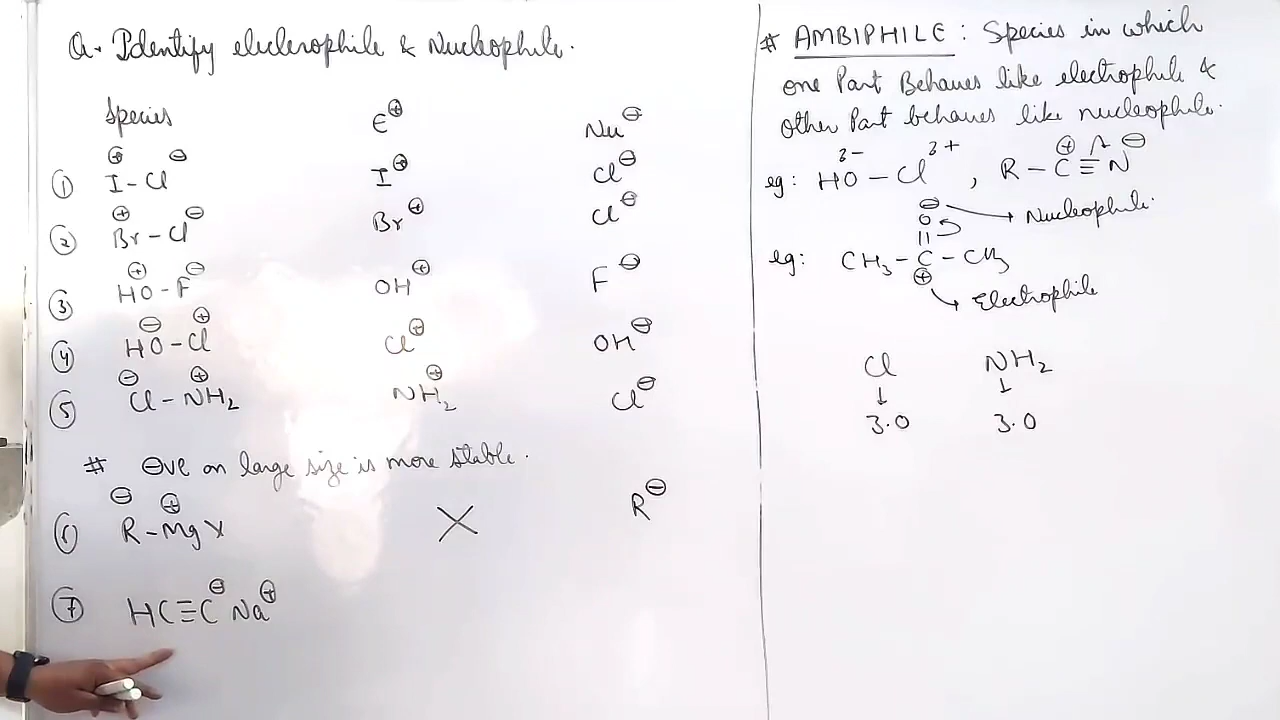 Q. Identify electerophile & Nucleophile.
Species E⊕ Nu⊖
① I⊕-Cl⊖ I⊕ Cl⊖
② Br⊕-Cl⊖ Br⊕ Cl⊖
③ HO⊕-F⊖ OH⊕ F⊖
④ HO⊖-Cl⊕ Cl⊕ OH⊖
⑤ Cl⊖-NH₂⊕ NH₂⊕ Cl⊖
# ⊖ve on large size is more stable.
⑥ R⊖-Mg⊕X X R⊖
⑦ HC≡C⊖ Na⊕
# AMBIPHILE : Species in which
one Part Behaves like electrophile &
other Part behaves like nucleophile.
eg: HO^δ- - Cl^δ+ , R-C⊕≡N⊖
⊖ → Nucleophile.
O
||
eg: CH₃-C-CH₃
⊕ → Electrophile
Cl NH₂
↓ ↓
3.0 3.0